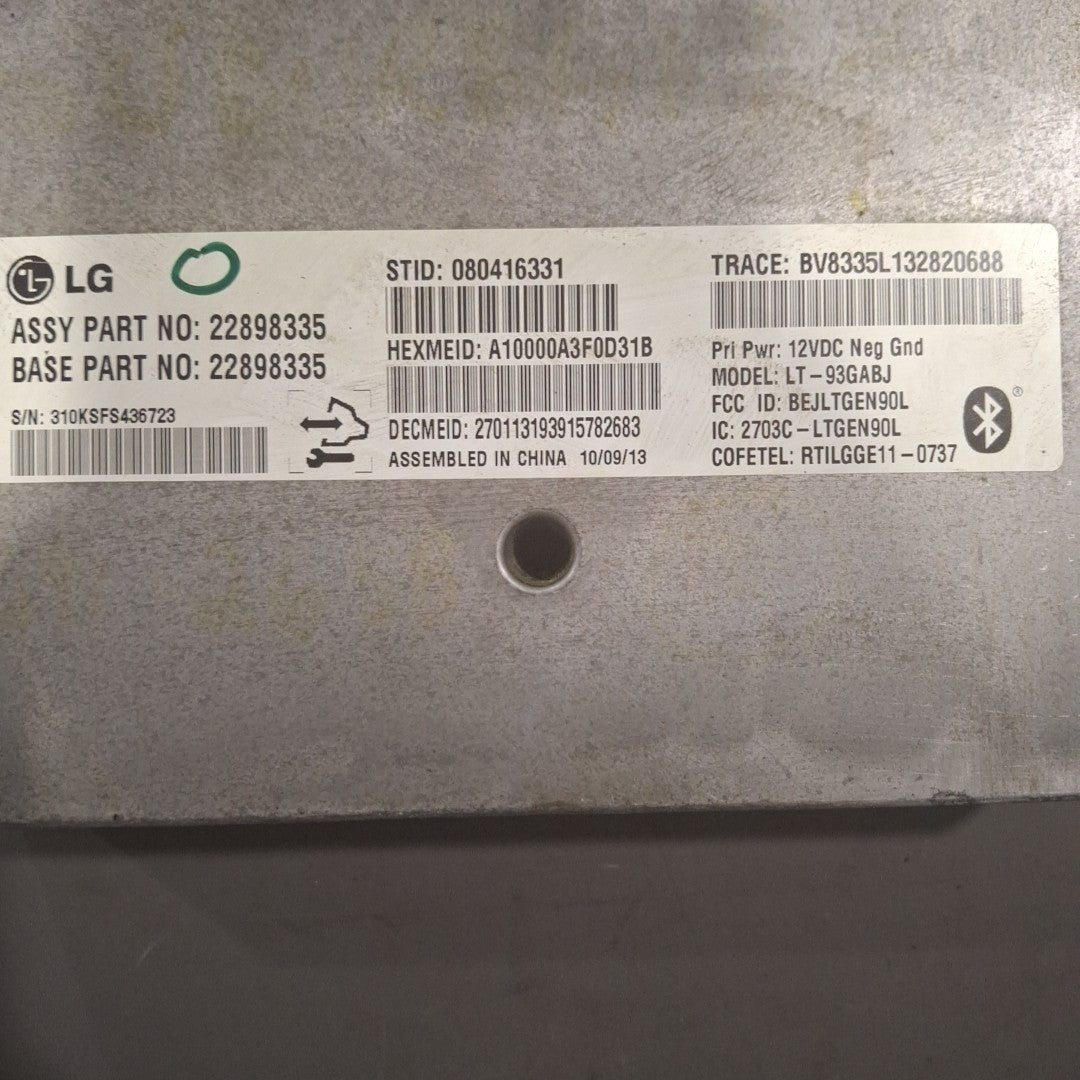 LG
ASSY PART NO: 22898335
BASE PART NO: 22898335
S/N: 310KSFS436723
STID: 080416331
HEXMEID: A10000A3F0D31B
DECMEID: 270113193915782683
ASSEMBLED IN CHINA 10/09/13
TRACE: BV8335L132820688
Pri Pwr: 12VDC Neg Gnd
MODEL: LT-93GABJ
FCC ID: BEJLTGEN90L
IC: 2703C-LTGEN90L
COFETEL: RTILGGE11-0737
®